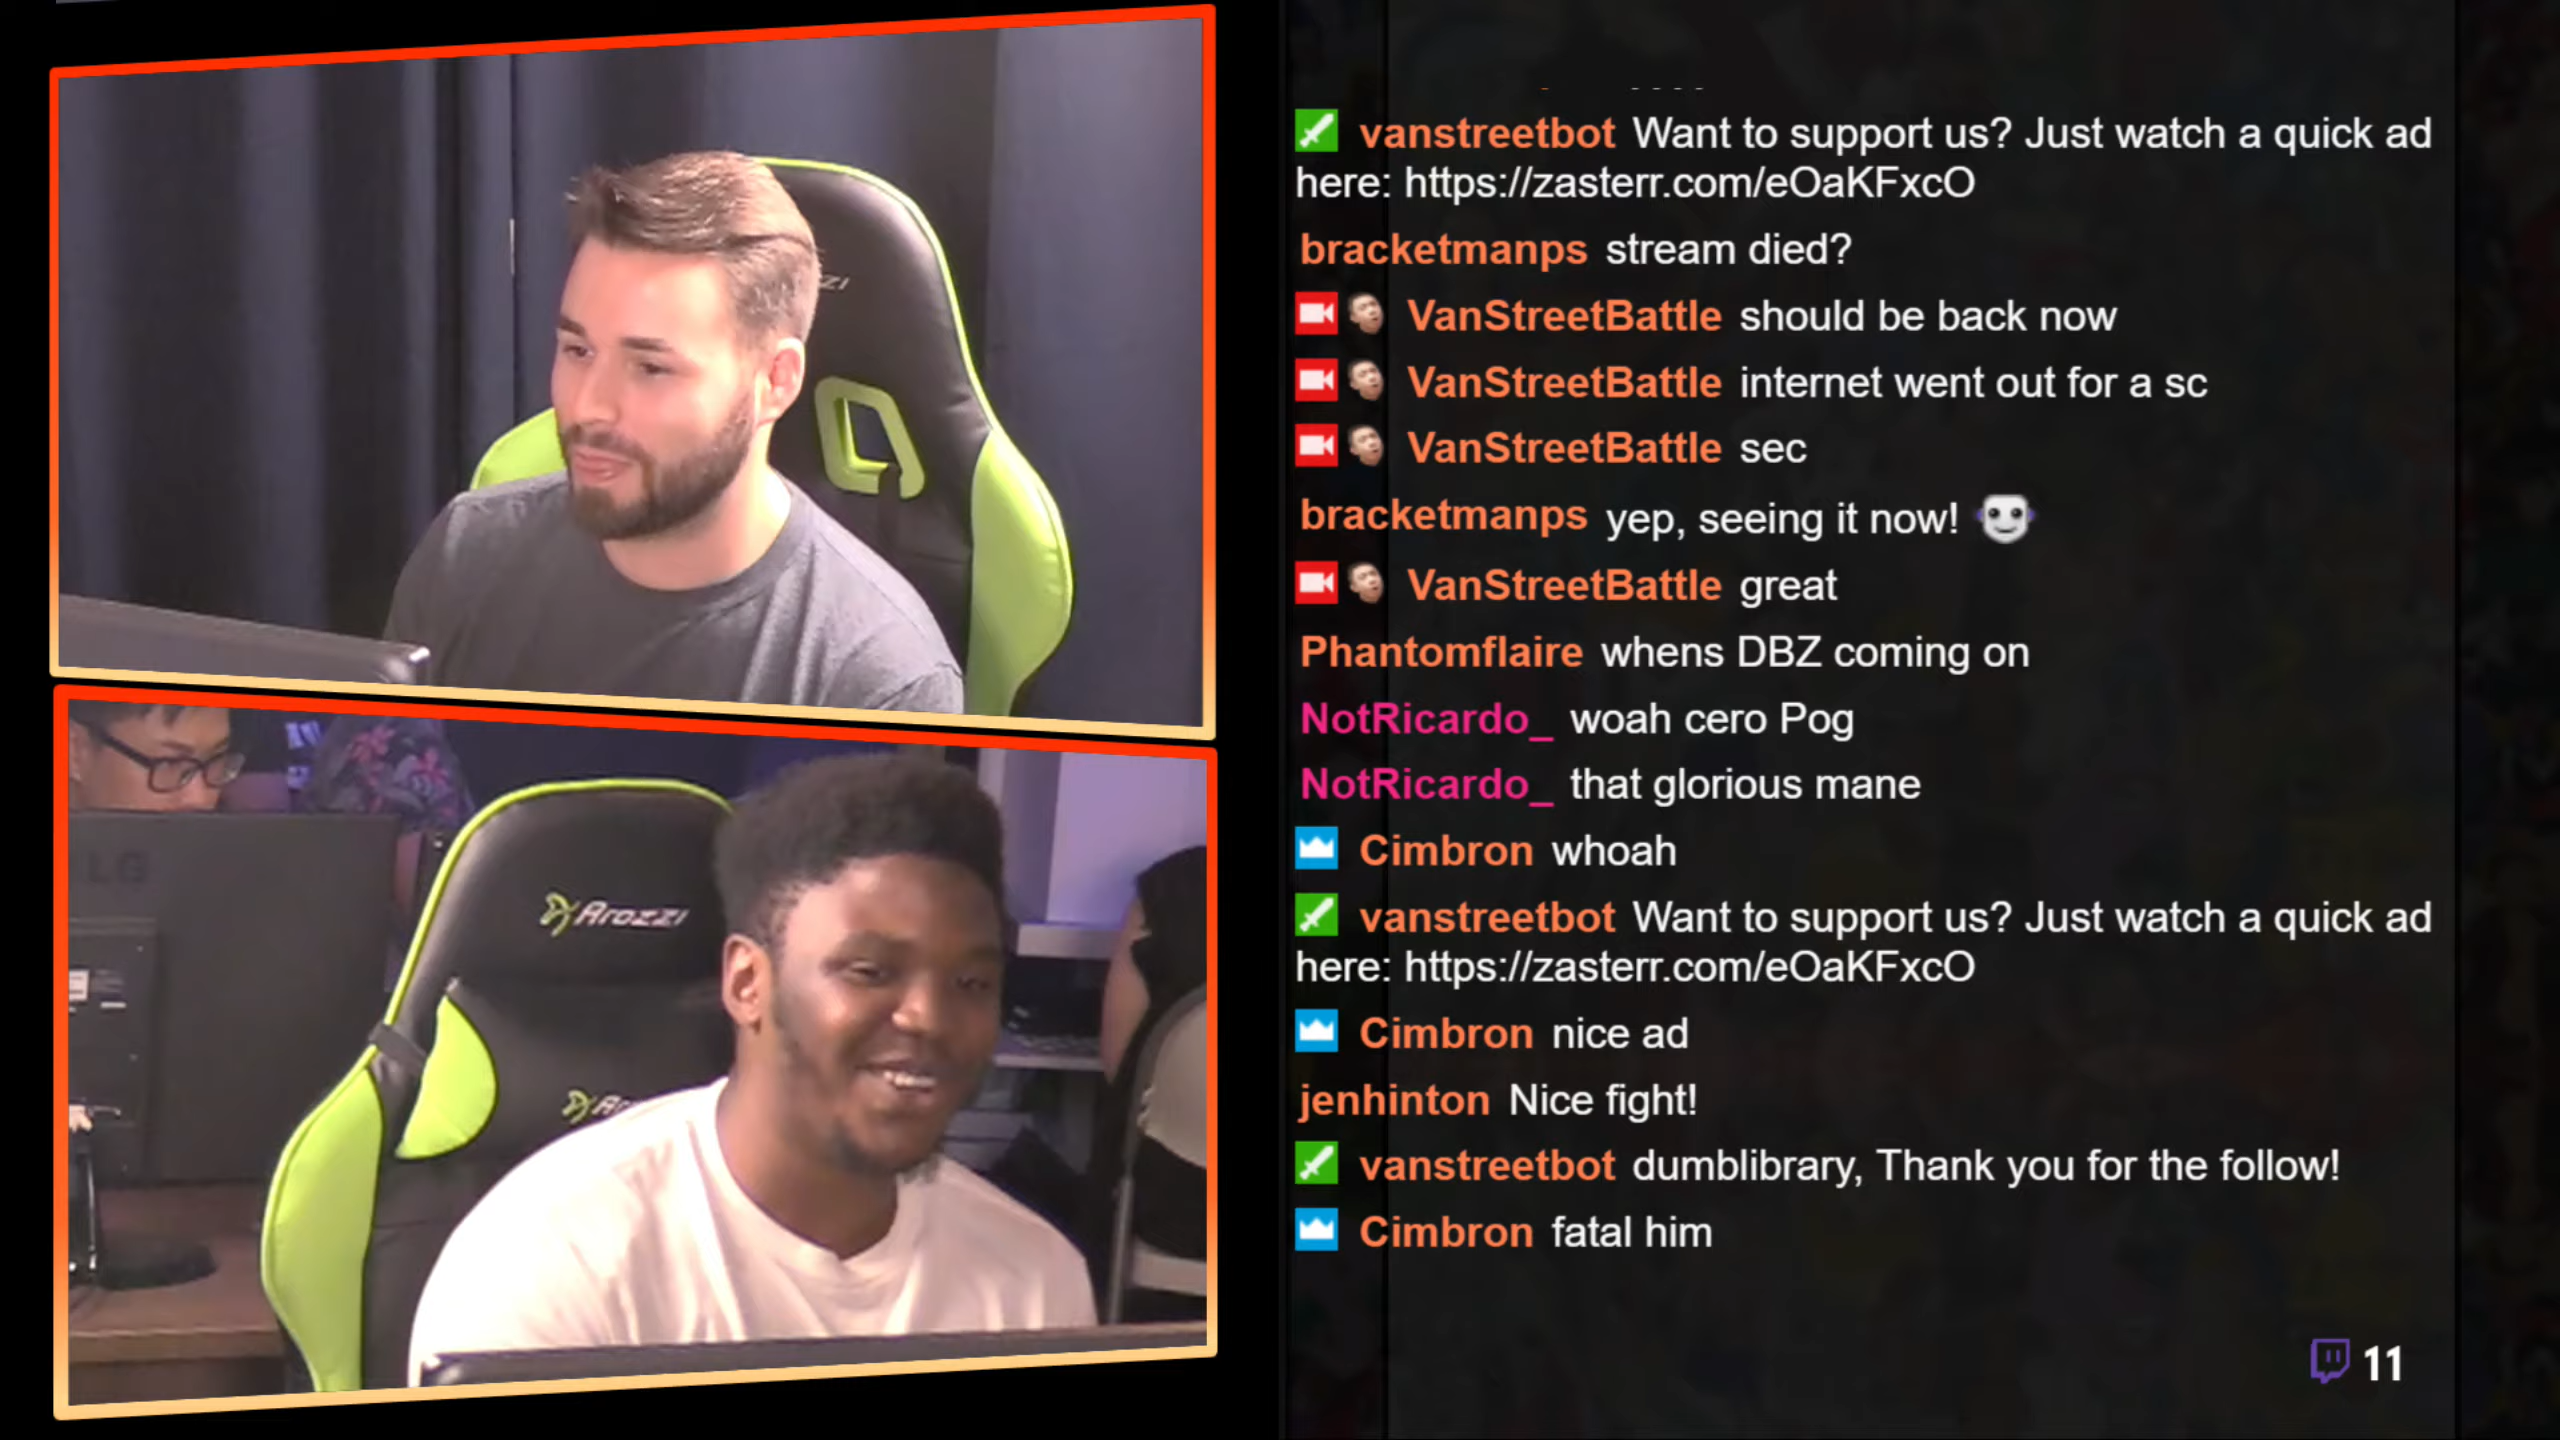 vanstreetbot Want to support us? Just watch a quick ad
here: https://zasterr.com/eOaKFxcO
bracketmanps stream died?
VanStreetBattle should be back now
VanStreetBattle internet went out for a sc
VanStreetBattle sec
bracketmanps yep, seeing it now!
VanStreetBattle great
Phantomflaire whens DBZ coming on
NotRicardo_ woah cero Pog
NotRicardo_ that glorious mane
Cimbron whoah
vanstreetbot Want to support us? Just watch a quick ad
here: https://zasterr.com/eOaKFxcO
Cimbron nice ad
jenhinton Nice fight!
vanstreetbot dumblibrary, Thank you for the follow!
Cimbron fatal him
11
LG
Arozzi